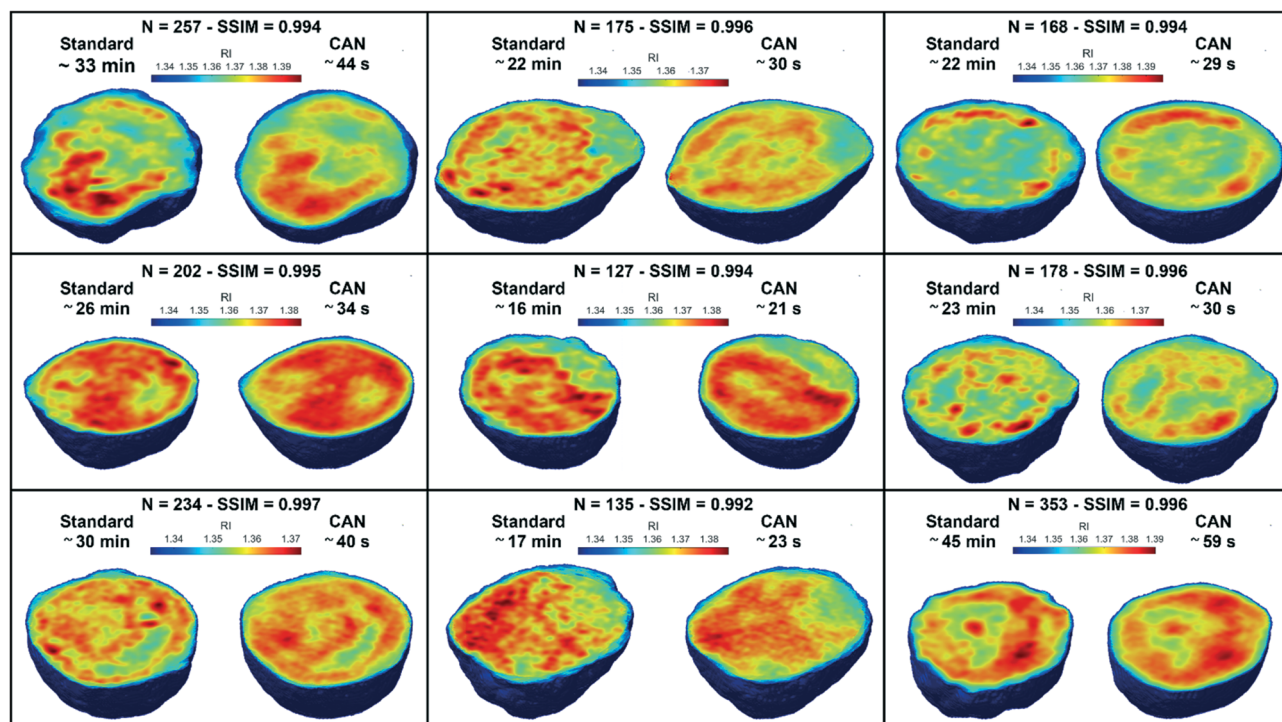 N = 257 - SSIM = 0.994
Standard RI CAN
~ 33 min 1.34 1.35 1.36 1.37 1.38 1.39 ~ 44 s
N = 175 - SSIM = 0.996
Standard RI CAN
~ 22 min 1.34 1.35 1.36 1.37 ~ 30 s
N = 168 - SSIM = 0.994
Standard RI CAN
~ 22 min 1.34 1.35 1.36 1.37 1.38 1.39 ~ 29 s
N = 202 - SSIM = 0.995
Standard RI CAN
~ 26 min 1.34 1.35 1.36 1.37 1.38 ~ 34 s
N = 127 - SSIM = 0.994
Standard RI CAN
~ 16 min 1.34 1.35 1.36 1.37 1.38 ~ 21 s
N = 178 - SSIM = 0.996
Standard RI CAN
~ 23 min 1.34 1.35 1.36 1.37 ~ 30 s
N = 234 - SSIM = 0.997
Standard RI CAN
~ 30 min 1.34 1.35 1.36 1.37 ~ 40 s
N = 135 - SSIM = 0.992
Standard RI CAN
~ 17 min 1.34 1.35 1.36 1.37 1.38 ~ 23 s
N = 353 - SSIM = 0.996
Standard RI CAN
~ 45 min 1.34 1.35 1.36 1.37 1.38 1.39 ~ 59 s